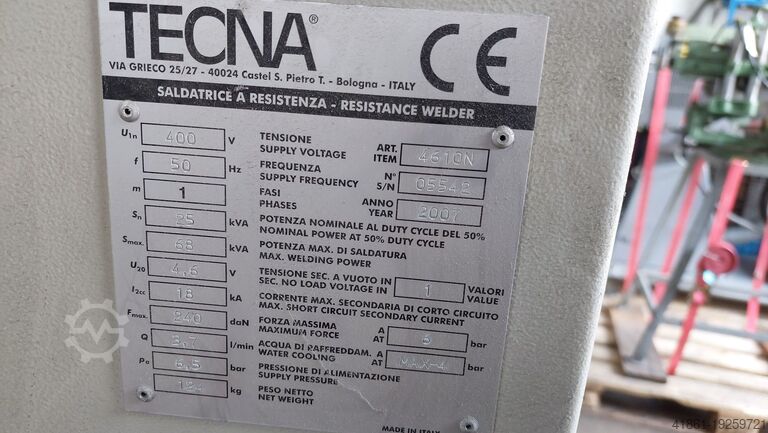 TECNA® CE
VIA GRIECO 25/27 - 40024 Castel S. Pietro T. - Bologna - ITALY
SALDATRICE A RESISTENZA - RESISTANCE WELDER
U1n 400 V TENSIONE SUPPLY VOLTAGE ART. ITEM 4610N
f 50 Hz FREQUENZA SUPPLY FREQUENCY N° S/N 05542
m 1 FASI PHASES ANNO YEAR 2007
Sn 25 kVA POTENZA NOMINALE AL DUTY CYCLE DEL 50% NOMINAL POWER AT 50% DUTY CYCLE
Smax. 68 kVA POTENZA MAX. DI SALDATURA MAX. WELDING POWER
U20 4,6 V TENSIONE SEC. A VUOTO IN SEC. NO LOAD VOLTAGE IN 1 VALORI VALUE
I2cc 18 kA CORRENTE MAX. SECONDARIA DI CORTO CIRCUITO MAX. SHORT CIRCUIT SECONDARY CURRENT
Fmax. 240 daN FORZA MASSIMA MAXIMUM FORCE A AT 6 bar
Q 3,7 l/min ACQUA DI RAFFREDDAM. WATER COOLING A AT MAX-4 bar
pa 6,5 bar PRESSIONE DI ALIMENTAZIONE SUPPLY PRESSURE
kg PESO NETTO NET WEIGHT
MADE IN ITALY
41861-19259721